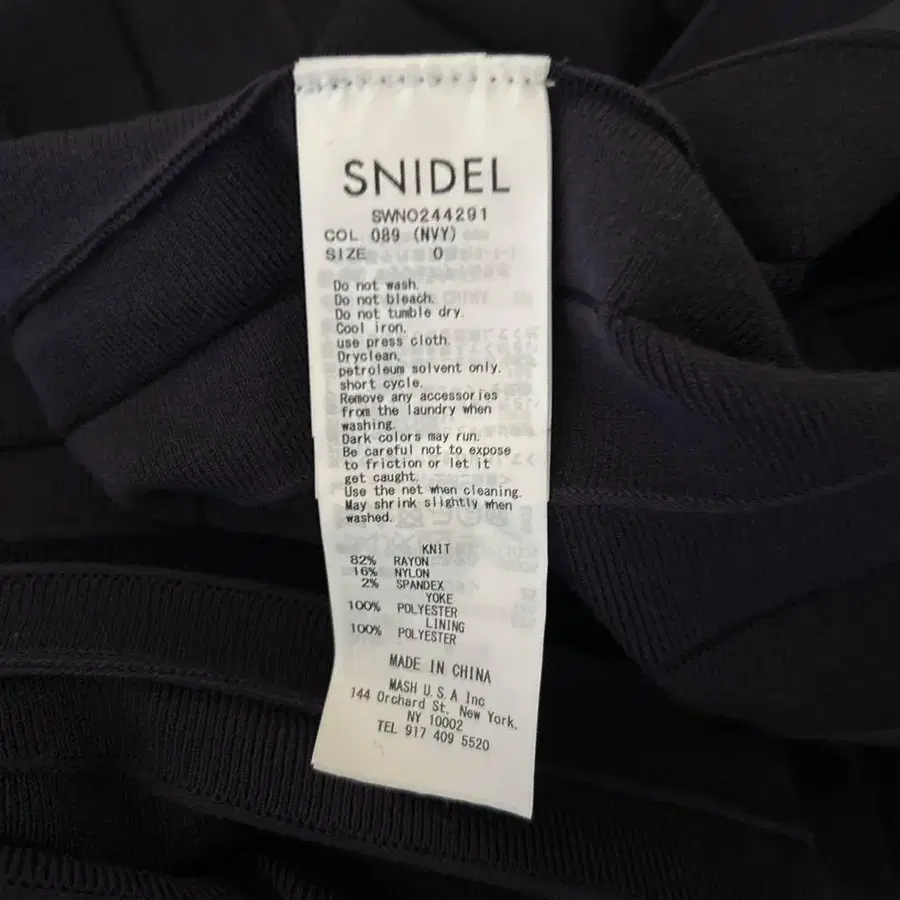 SNIDEL
SWNO244291
COL 089 (NVY)
SIZE 0
Do not wash.
Do not bleach.
Do not tumble dry.
Cool iron.
use press cloth.
Dryclean,
petroleum solvent only.
short cycle.
Remove any accessories
from the laundry when
washing.
Dark colors may run.
Be careful not to expose
to friction or let it
get caught.
Use the net when cleaning.
May shrink slightly when
washed.
KNIT
82% RAYON
16% NYLON
2% SPANDEX
YOKE
100% POLYESTER
LINING
100% POLYESTER
MADE IN CHINA
MASH U.S.A Inc
144 Orchard St. New York.
NY 10002
TEL 917 409 5520